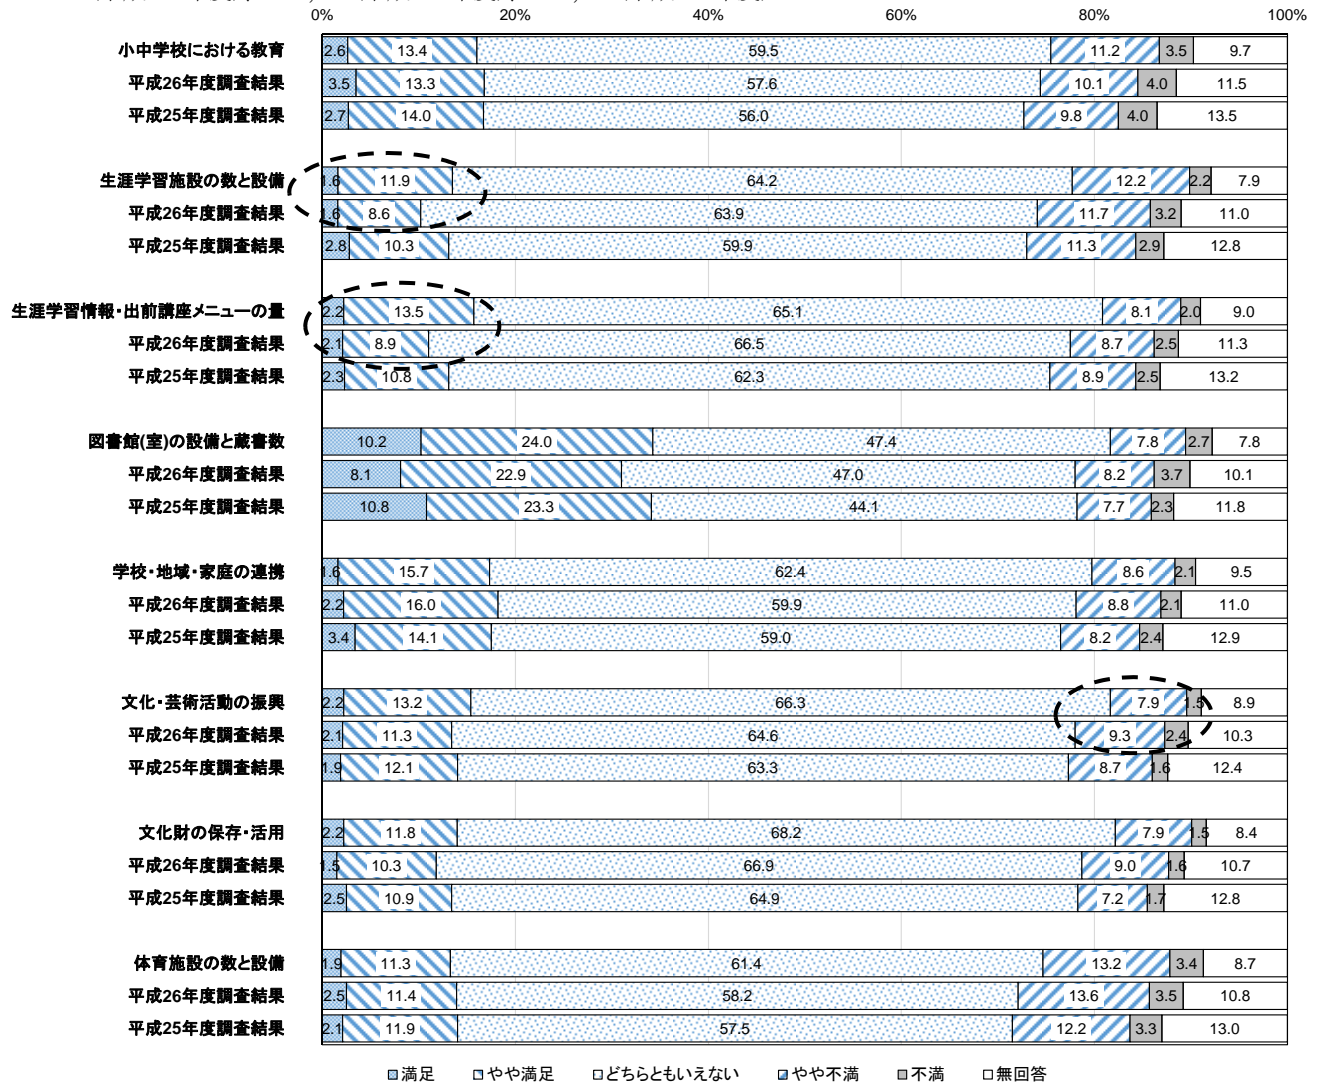 0% 20% 40% 60% 80% 100%
小中学校における教育 2.6 13.4 59.5 11.2 3.5 9.7
平成26年度調査結果 3.5 13.3 57.6 10.1 4.0 11.5
平成25年度調査結果 2.7 14.0 56.0 9.8 4.0 13.5
生涯学習施設の数と設備 1.6 11.9 64.2 12.2 2.2 7.9
平成26年度調査結果 1.6 8.6 63.9 11.7 3.2 11.0
平成25年度調査結果 2.8 10.3 59.9 11.3 2.9 12.8
生涯学習情報・出前講座メニューの量 2.2 13.5 65.1 8.1 2.0 9.0
平成26年度調査結果 2.1 8.9 66.5 8.7 2.5 11.3
平成25年度調査結果 2.3 10.8 62.3 8.9 2.5 13.2
図書館(室)の設備と蔵書数 10.2 24.0 47.4 7.8 2.7 7.8
平成26年度調査結果 8.1 22.9 47.0 8.2 3.7 10.1
平成25年度調査結果 10.8 23.3 44.1 7.7 2.3 11.8
学校・地域・家庭の連携 1.6 15.7 62.4 8.6 2.1 9.5
平成26年度調査結果 2.2 16.0 59.9 8.8 2.1 11.0
平成25年度調査結果 3.4 14.1 59.0 8.2 2.4 12.9
文化・芸術活動の振興 2.2 13.2 66.3 7.9 1.5 8.9
平成26年度調査結果 2.1 11.3 64.6 9.3 2.4 10.3
平成25年度調査結果 1.9 12.1 63.3 8.7 1.6 12.4
文化財の保存・活用 2.2 11.8 68.2 7.9 1.5 8.4
平成26年度調査結果 1.5 10.3 66.9 9.0 1.6 10.7
平成25年度調査結果 2.5 10.9 64.9 7.2 1.7 12.8
体育施設の数と設備 1.9 11.3 61.4 13.2 3.4 8.7
平成26年度調査結果 2.5 11.4 58.2 13.6 3.5 10.8
平成25年度調査結果 2.1 11.9 57.5 12.2 3.3 13.0
満足 やや満足 どちらともいえない やや不満 不満 無回答